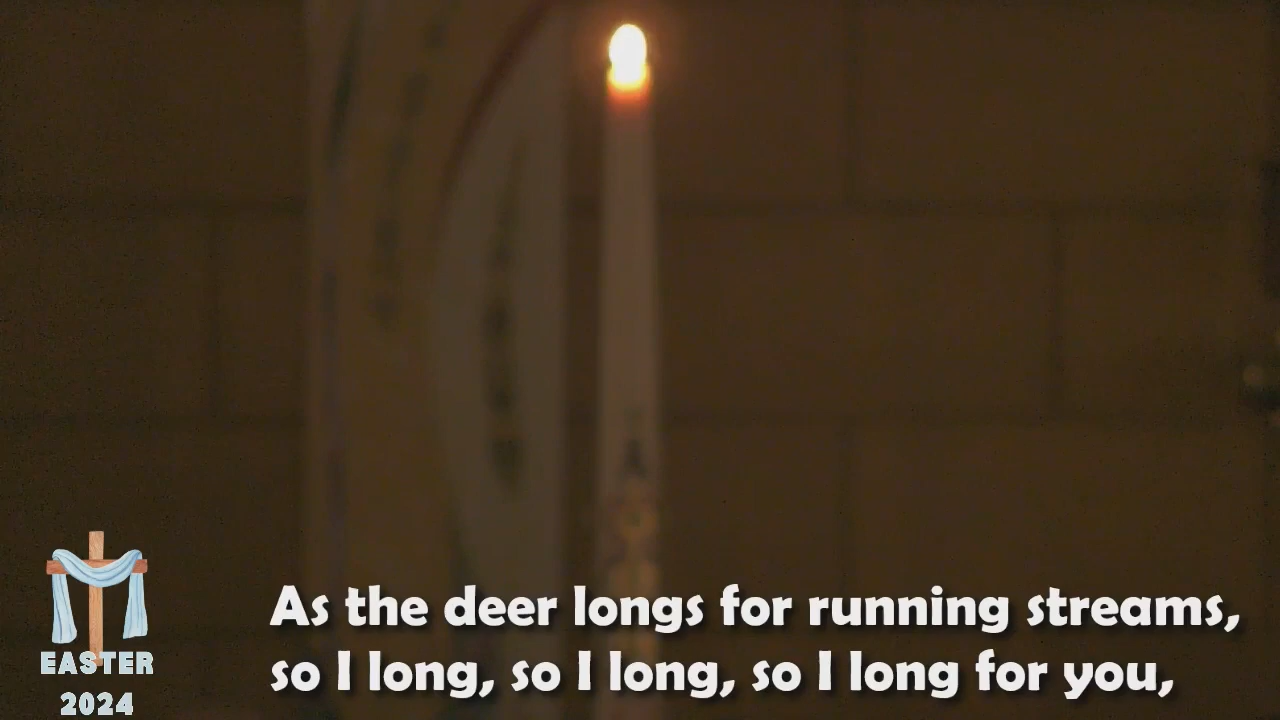 As the deer longs for running streams,
so I long, so I long, so I long for you,
EASTER
2024